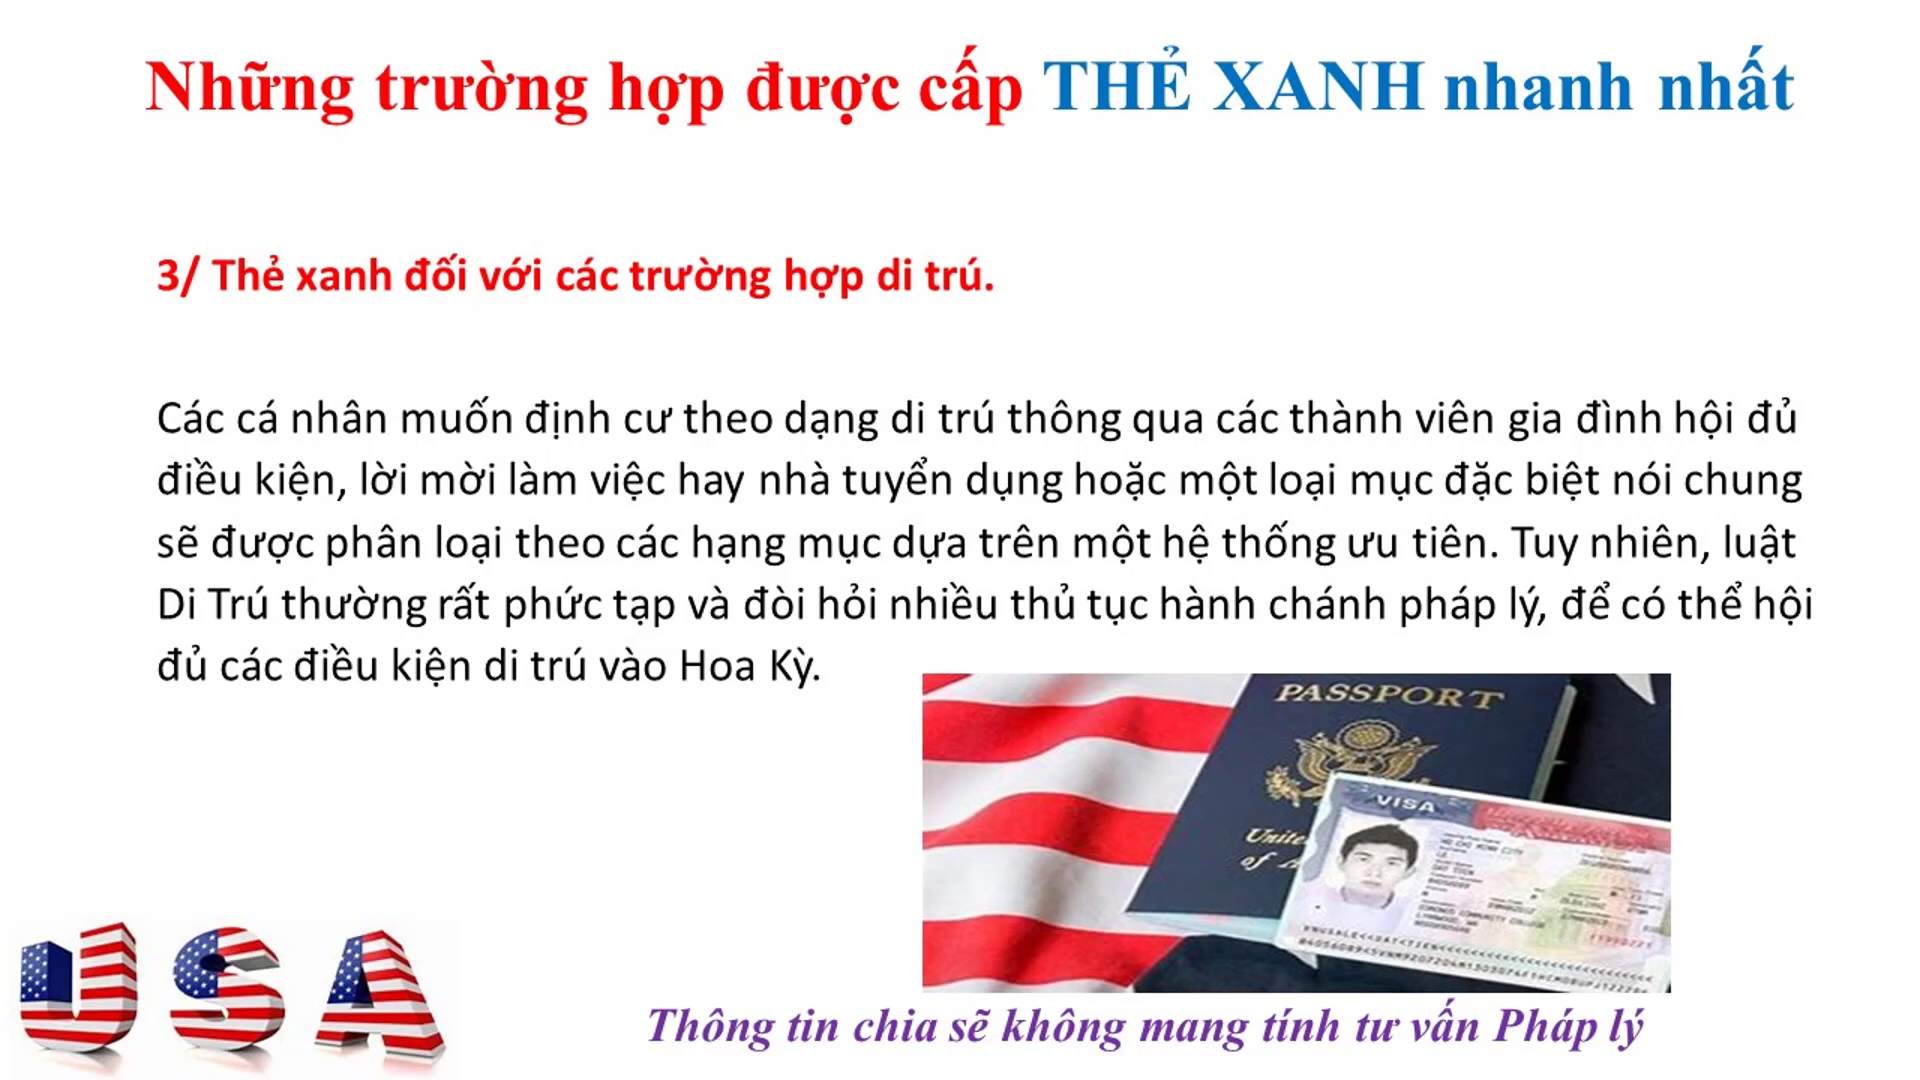 Những trường hợp được cấp THẺ XANH nhanh nhất
3/ Thẻ xanh đối với các trường hợp di trú.
Các cá nhân muốn định cư theo dạng di trú thông qua các thành viên gia đình hội đủ
điều kiện, lời mời làm việc hay nhà tuyển dụng hoặc một loại mục đặc biệt nói chung
sẽ được phân loại theo các hạng mục dựa trên một hệ thống ưu tiên. Tuy nhiên, luật
Di Trú thường rất phức tạp và đòi hỏi nhiều thủ tục hành chánh pháp lý, để có thể hội
đủ các điều kiện di trú vào Hoa Kỳ.
PASSPORT
VISA
of
HO CHI MINH CITY
USA
Thông tin chia sẽ không mang tính tư vấn Pháp lý